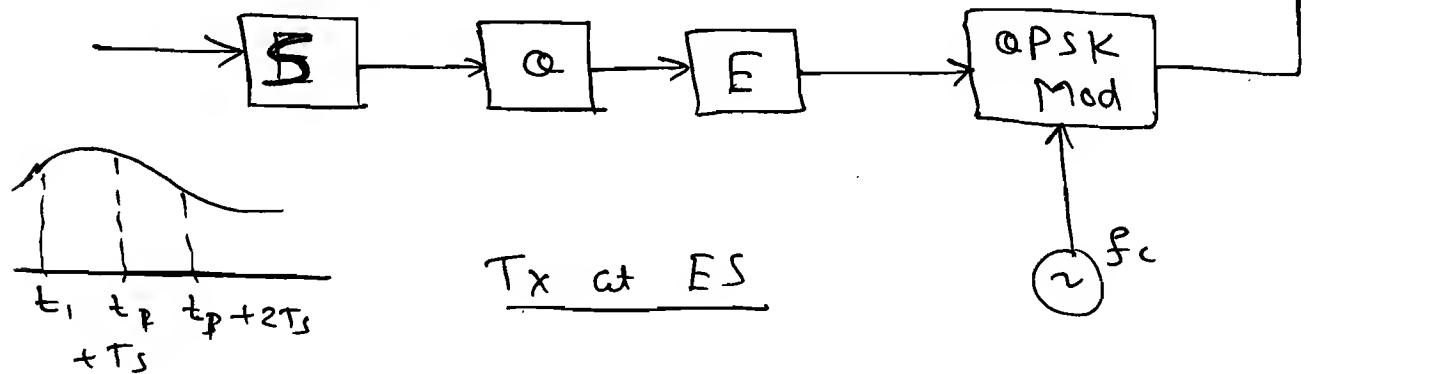 S
Q
E
QPSK
Mod
fc
~
Tx at ES
t1 tp tp+2Ts
+Ts